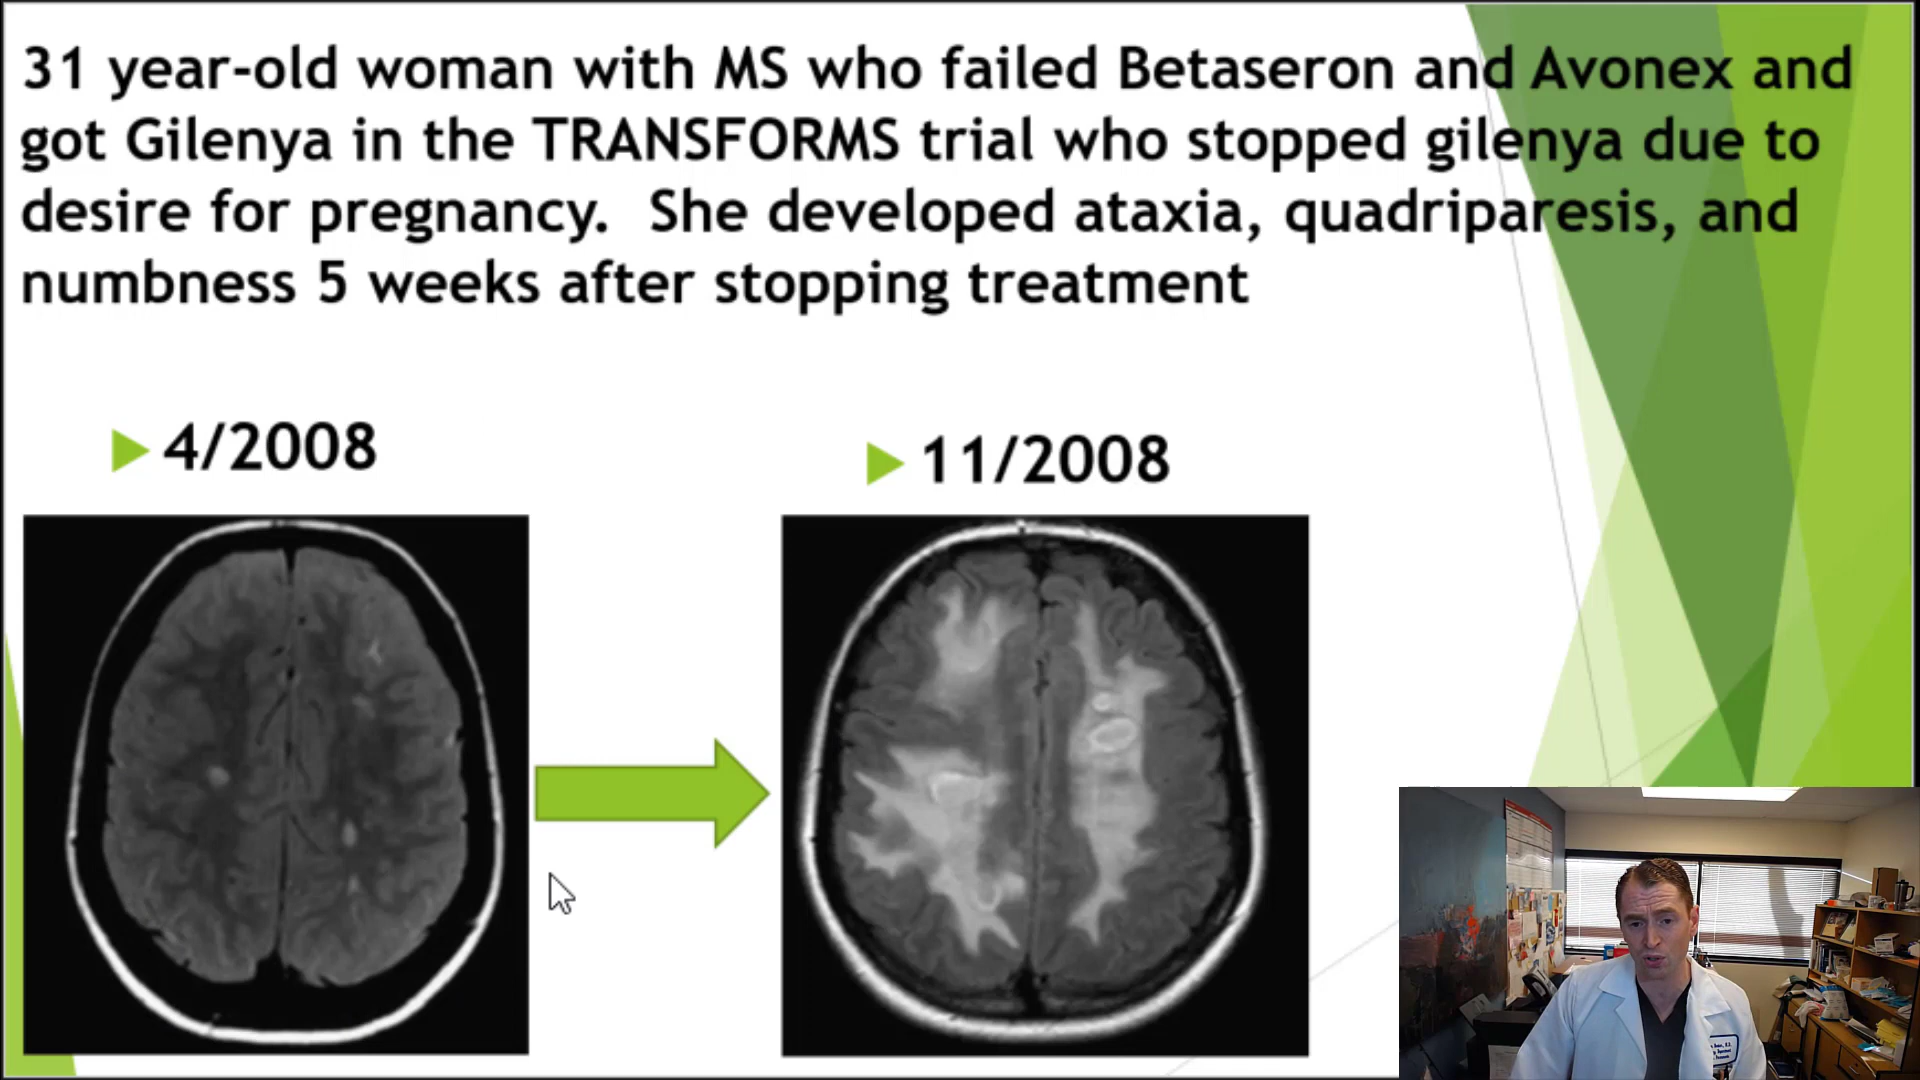 31 year-old woman with MS who failed Betaseron and Avonex and
got Gilenya in the TRANSFORMS trial who stopped gilenya due to
desire for pregnancy.  She developed ataxia, quadriparesis, and
numbness 5 weeks after stopping treatment
4/2008
11/2008